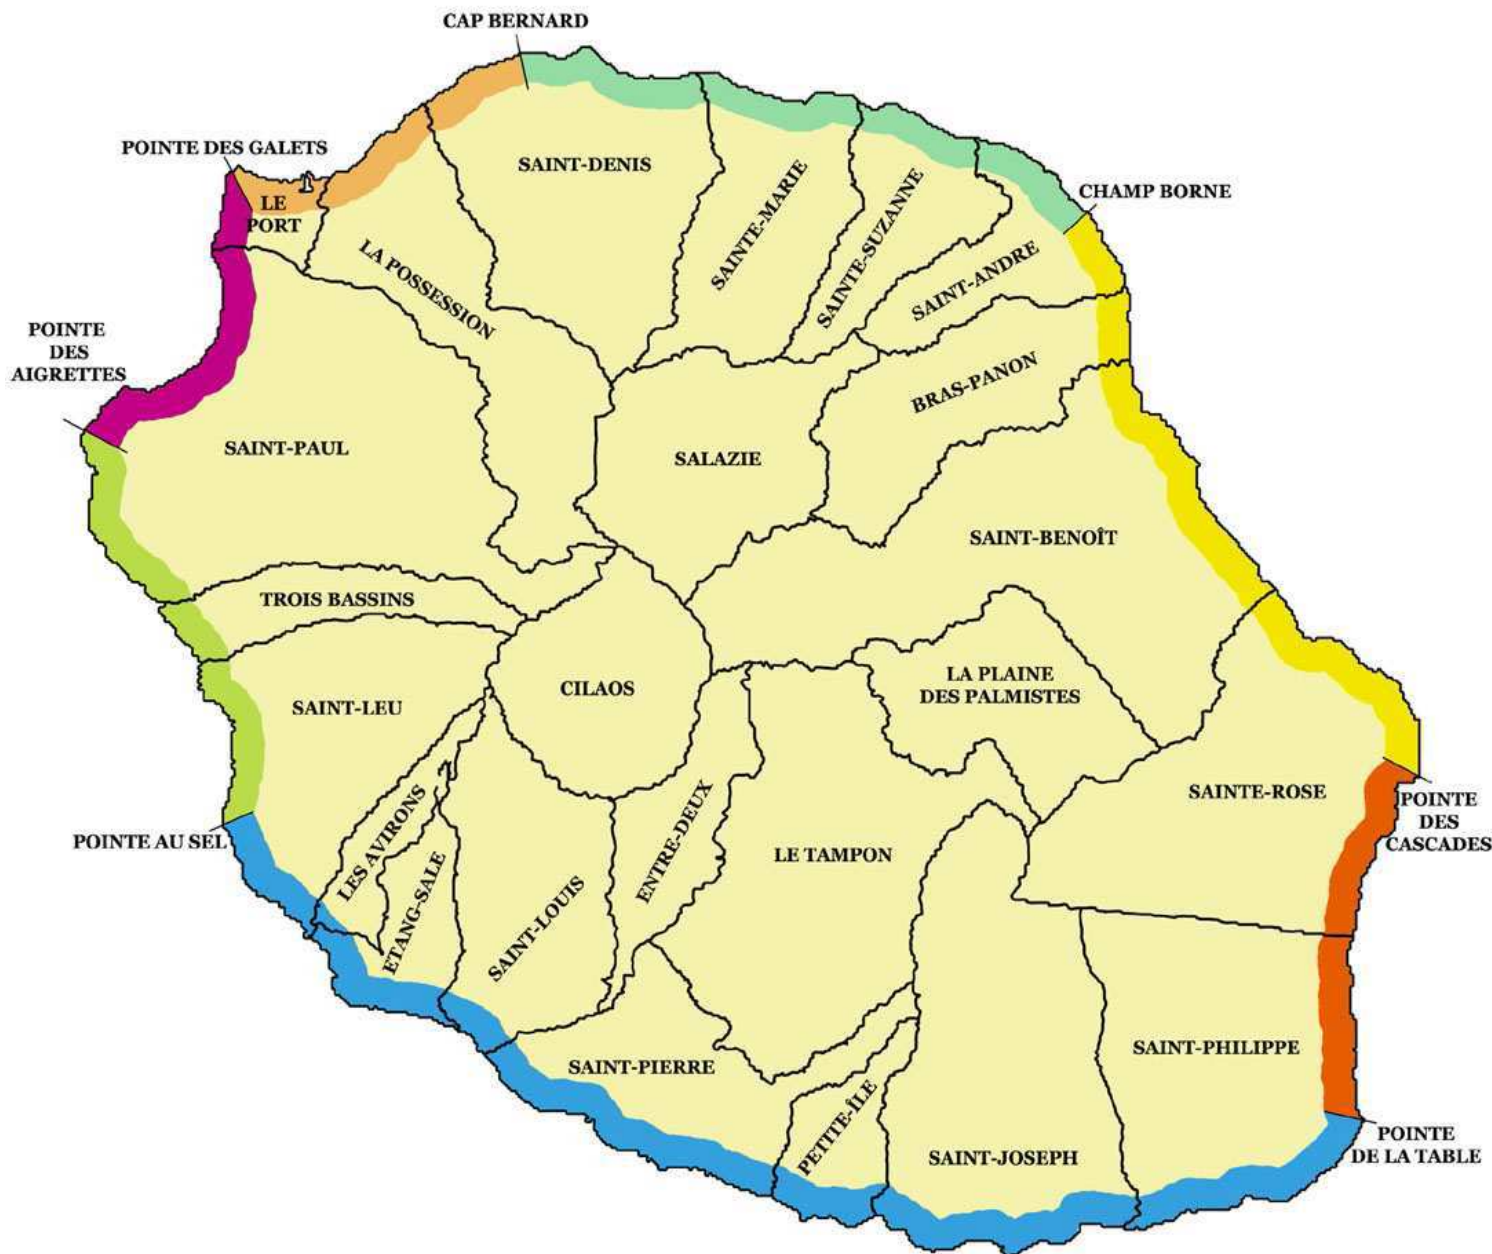 CAP BERNARD
POINTE DES GALETS
SAINT-DENIS
SAINTE-MARIE
SAINTE-SUZANNE
CHAMP BORNE
LE
PORT
LA POSSESSION
SAINT-ANDRE
POINTE
DES
AIGRETTES
BRAS-PANON
SAINT-PAUL
SALAZIE
SAINT-BENOÎT
TROIS BASSINS
CILAOS
LA PLAINE
DES PALMISTES
SAINT-LEU
SAINTE-ROSE
POINTE
DES
CASCADES
POINTE AU SEL
LES AVIRONS
ENTRE-DEUX
LE TAMPON
ETANG-SALE
SAINT-LOUIS
SAINT-PIERRE
SAINT-PHILIPPE
PETITE-ÎLE
SAINT-JOSEPH
POINTE
DE LA TABLE